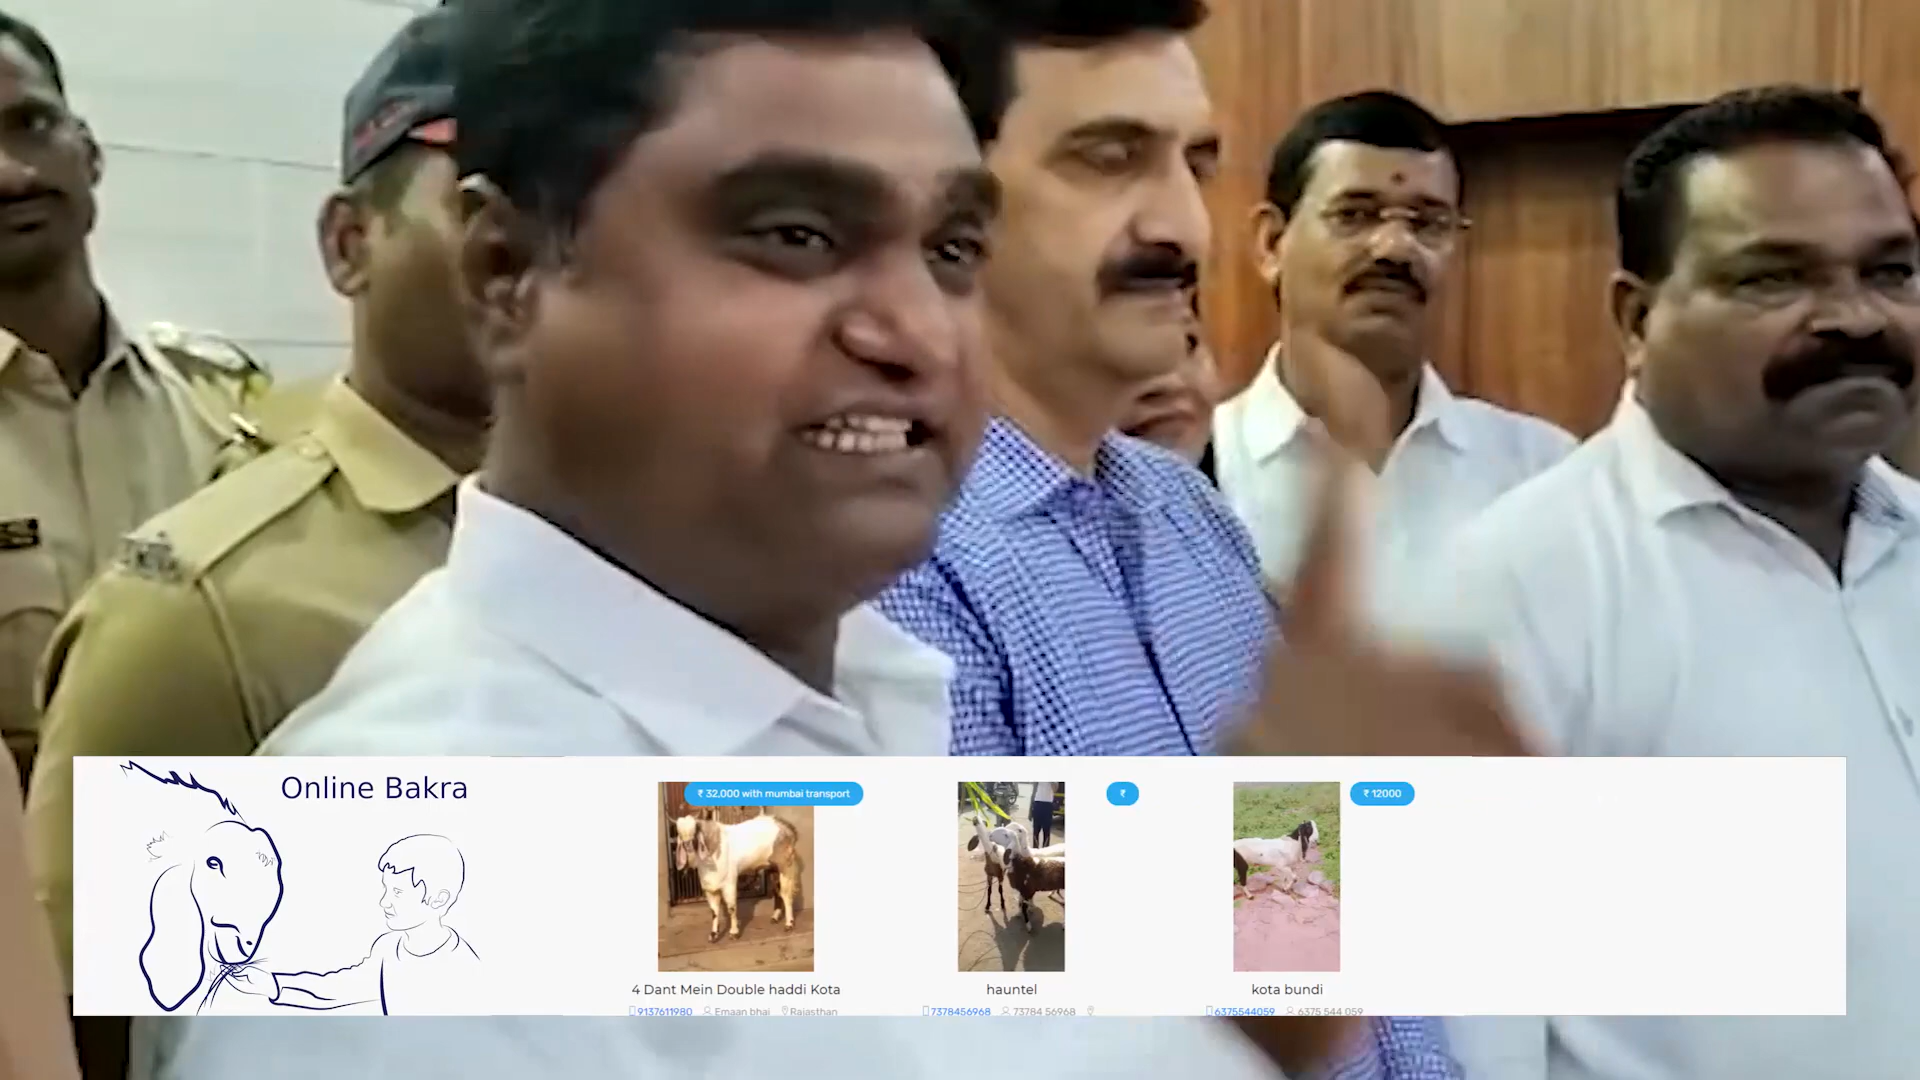 Online Bakra
₹ 32,000 with mumbai transport
₹
₹ 12000
4 Dant Mein Double haddi Kota
hauntel
kota bundi
9137611980 Emaan bhai Rajasthan
7378456968 73784 56968
6375544059 6375 544 059